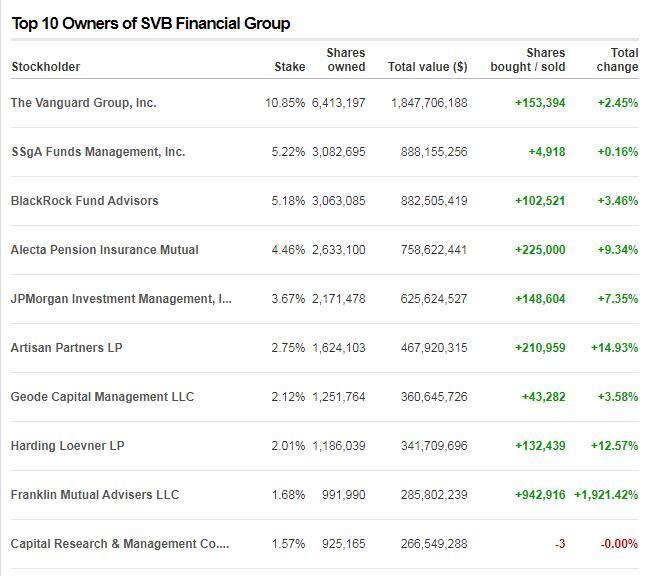 Top 10 Owners of SVB Financial Group
Stockholder Stake Shares owned Total value ($) Shares bought / sold Total change
The Vanguard Group, Inc. 10.85% 6,413,197 1,847,706,188 +153,394 +2.45%
SSgA Funds Management, Inc. 5.22% 3,082,695 888,155,256 +4,918 +0.16%
BlackRock Fund Advisors 5.18% 3,063,085 882,505,419 +102,521 +3.46%
Alecta Pension Insurance Mutual 4.46% 2,633,100 758,622,441 +225,000 +9.34%
JPMorgan Investment Management, I... 3.67% 2,171,478 625,624,527 +148,604 +7.35%
Artisan Partners LP 2.75% 1,624,103 467,920,315 +210,959 +14.93%
Geode Capital Management LLC 2.12% 1,251,764 360,645,726 +43,282 +3.58%
Harding Loevner LP 2.01% 1,186,039 341,709,696 +132,439 +12.57%
Franklin Mutual Advisers LLC 1.68% 991,990 285,802,239 +942,916 +1,921.42%
Capital Research & Management Co.... 1.57% 925,165 266,549,288 -3 -0.00%